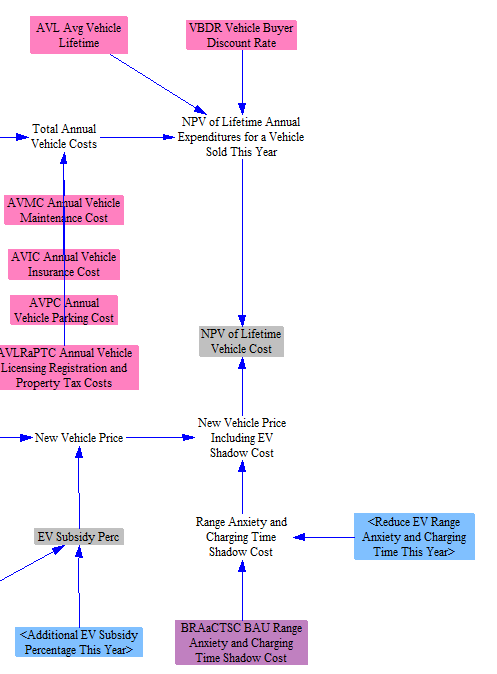 AVL Avg Vehicle
Lifetime
VBDR Vehicle Buyer
Discount Rate
Total Annual
Vehicle Costs
NPV of Lifetime Annual
Expenditures for a Vehicle
Sold This Year
AVMC Annual Vehicle
Maintenance Cost
AVIC Annual Vehicle
Insurance Cost
AVPC Annual
Vehicle Parking Cost
AVLRaPTC Annual Vehicle
Licensing Registration and
Property Tax Costs
NPV of Lifetime
Vehicle Cost
New Vehicle Price
New Vehicle Price
Including EV
Shadow Cost
EV Subsidy Perc
Range Anxiety and
Charging Time
Shadow Cost
<Reduce EV Range
Anxiety and Charging
Time This Year>
<Additional EV Subsidy
Percentage This Year>
BRAaCTSC BAU Range
Anxiety and Charging
Time Shadow Cost